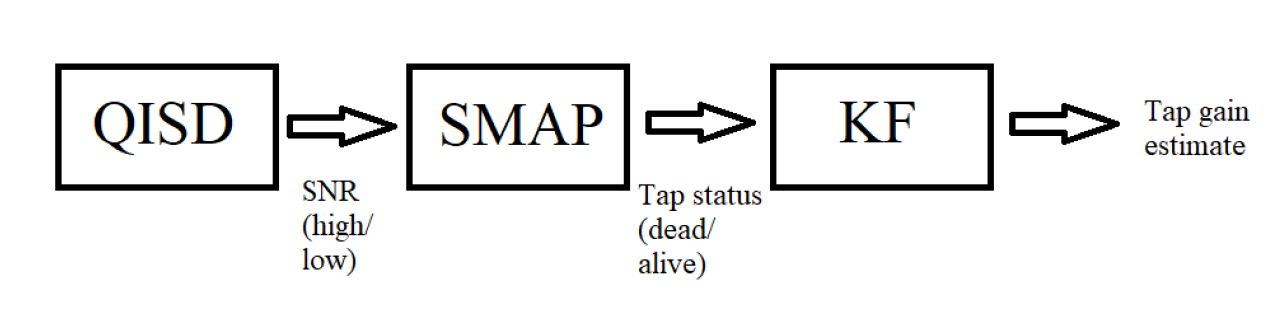 QISD
SNR
(high/
low)
SMAP
Tap status
(dead/
alive)
KF
Tap gain
estimate